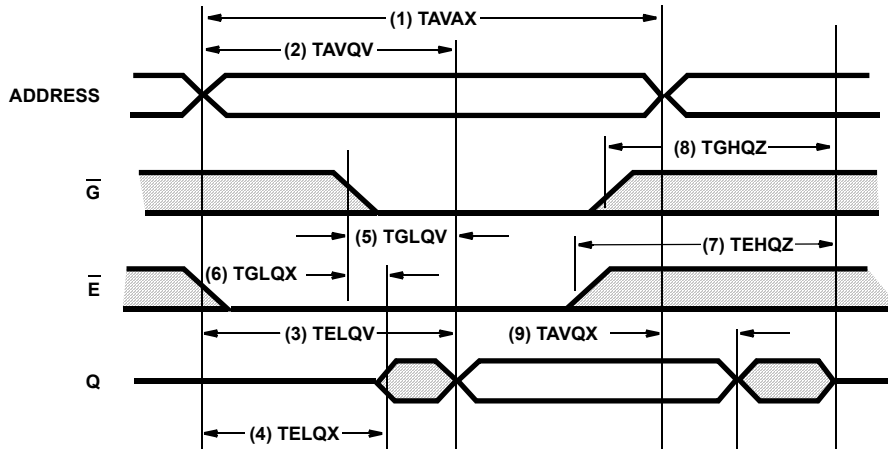 (1) TAVAX
(2) TAVQV
ADDRESS
(8) TGHQZ
G̅
(5) TGLQV
(7) TEHQZ
(6) TGLQX
E̅
(3) TELQV
(9) TAVQX
Q
(4) TELQX